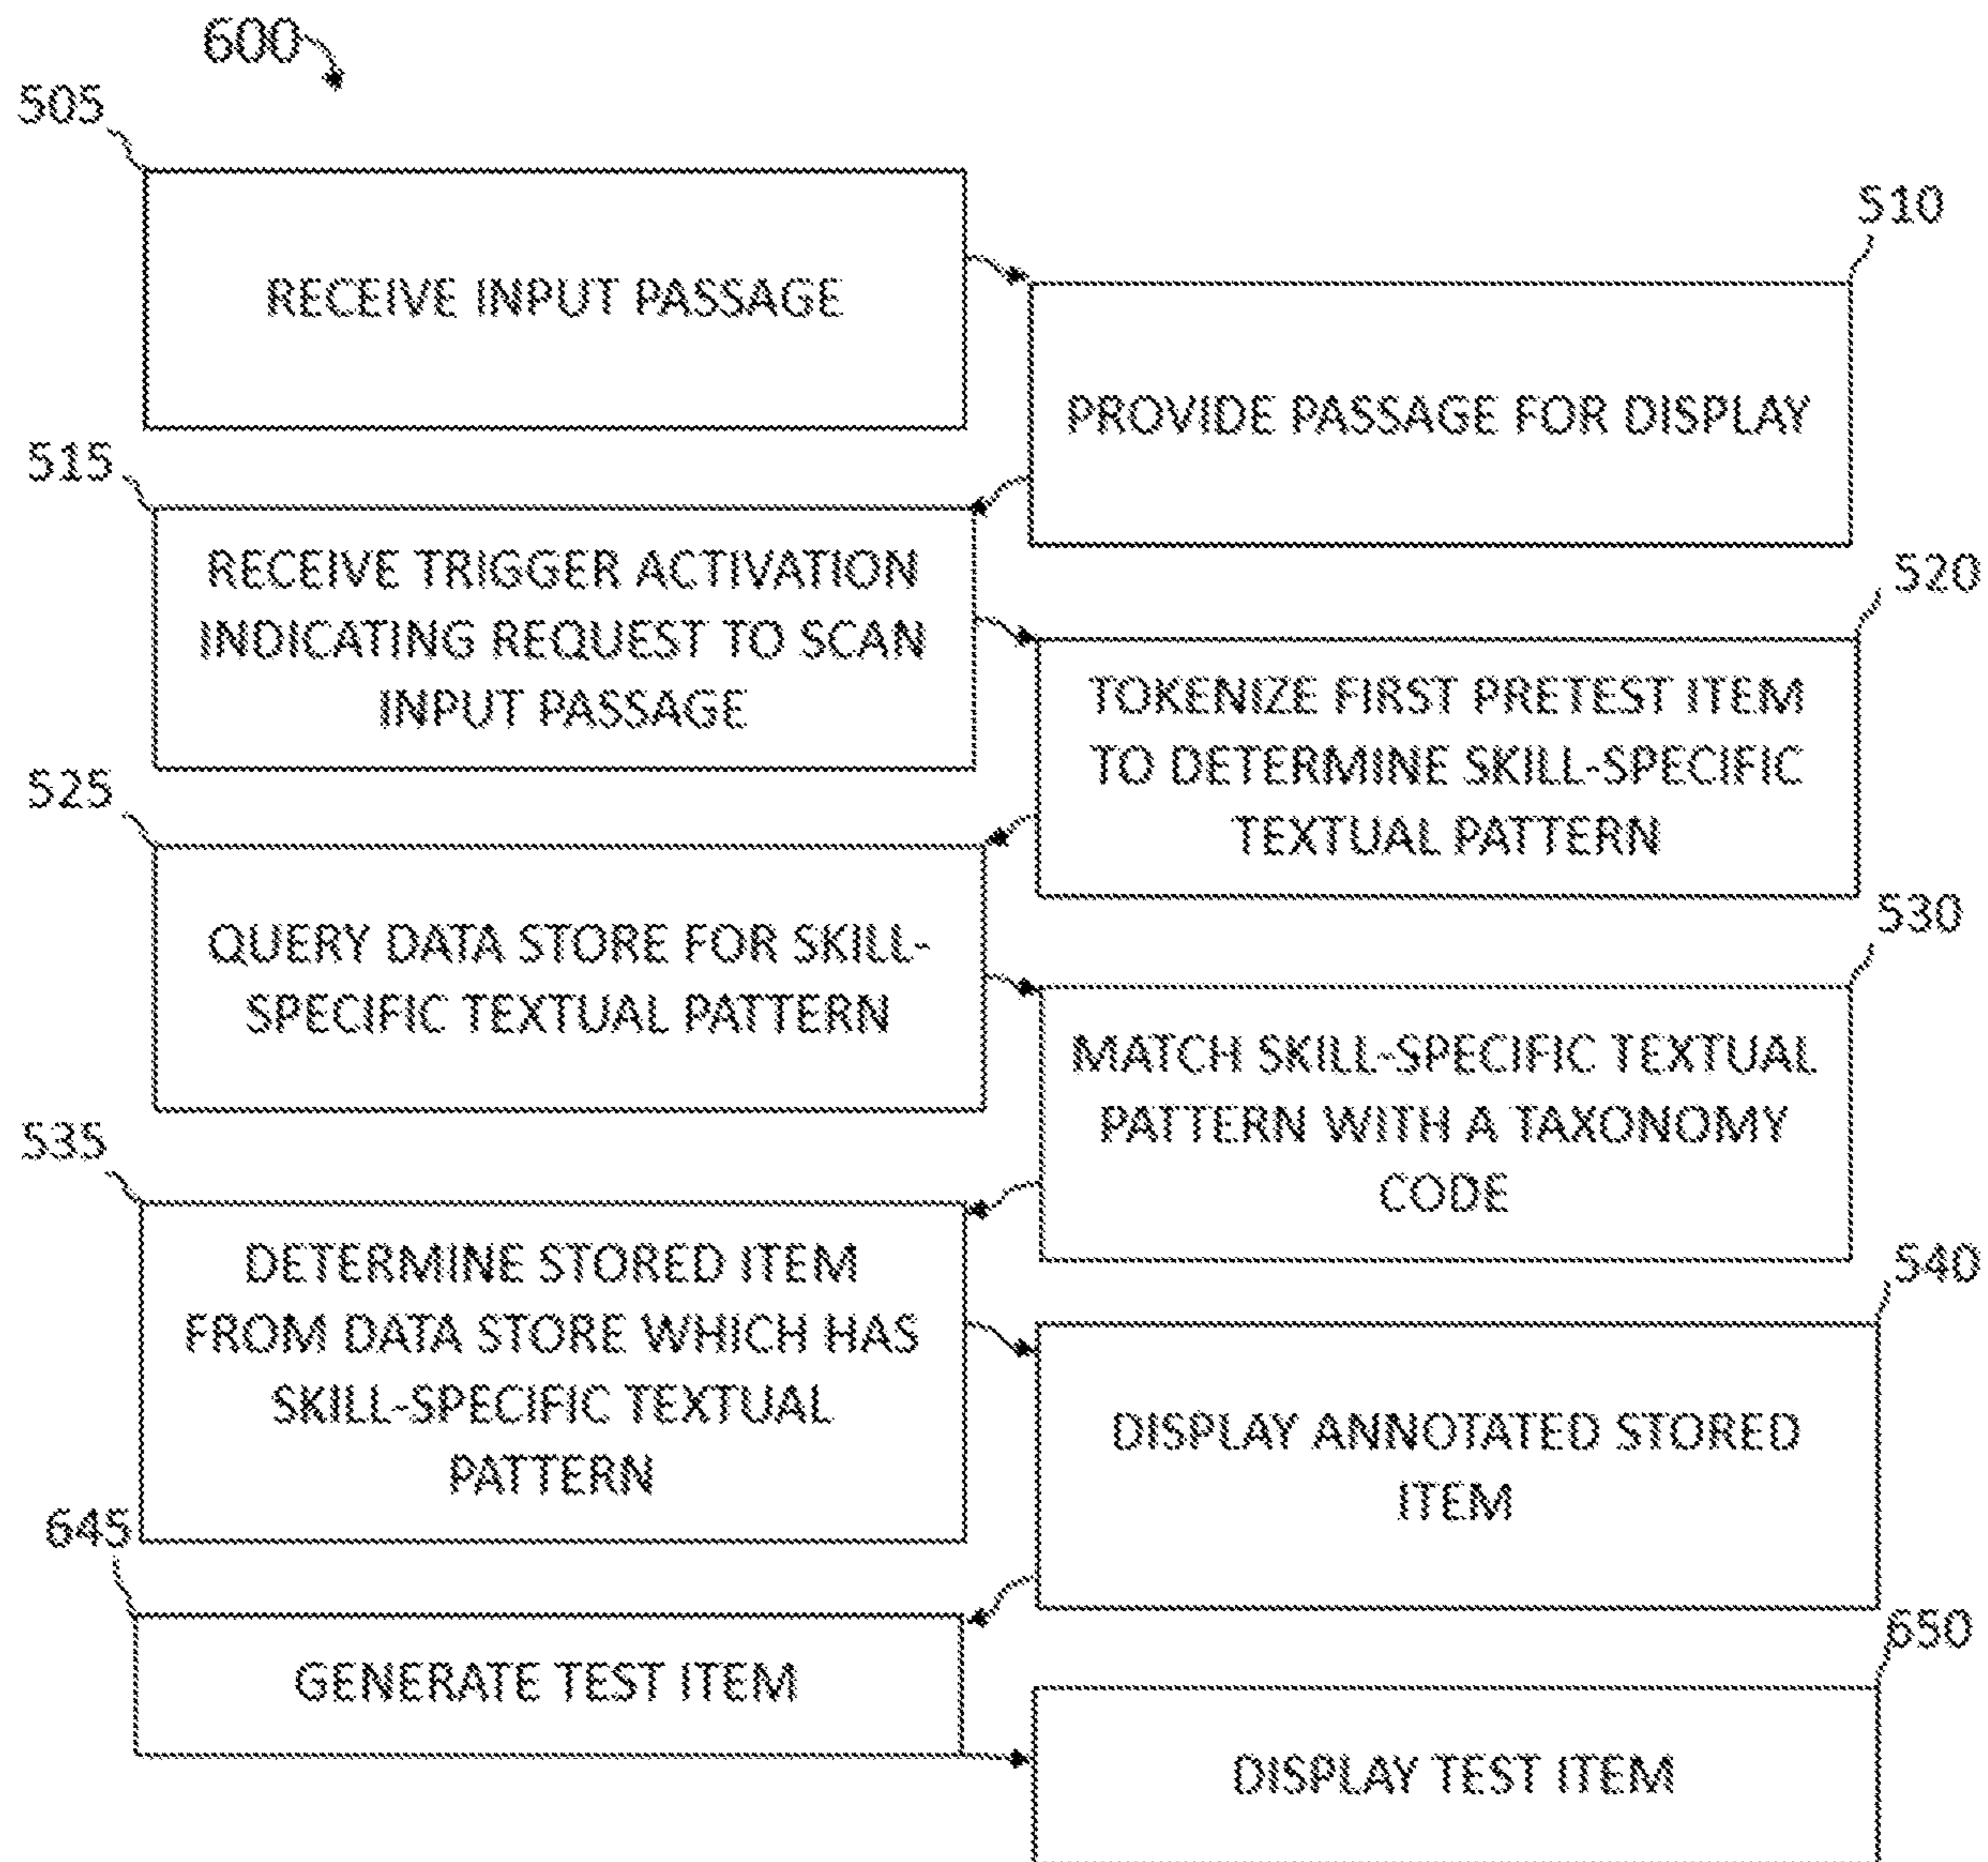 600
505
RECEIVE INPUT PASSAGE
510
PROVIDE PASSAGE FOR DISPLAY
515
RECEIVE TRIGGER ACTIVATION
INDICATING REQUEST TO SCAN
INPUT PASSAGE
520
TOKENIZE FIRST PRETEST ITEM
TO DETERMINE SKILL-SPECIFIC
TEXTUAL PATTERN
525
QUERY DATA STORE FOR SKILL-
SPECIFIC TEXTUAL PATTERN
530
MATCH SKILL-SPECIFIC TEXTUAL
PATTERN WITH A TAXONOMY
CODE
535
DETERMINE STORED ITEM
FROM DATA STORE WHICH HAS
SKILL-SPECIFIC TEXTUAL
PATTERN
540
DISPLAY ANNOTATED STORED
ITEM
645
GENERATE TEST ITEM
650
DISPLAY TEST ITEM